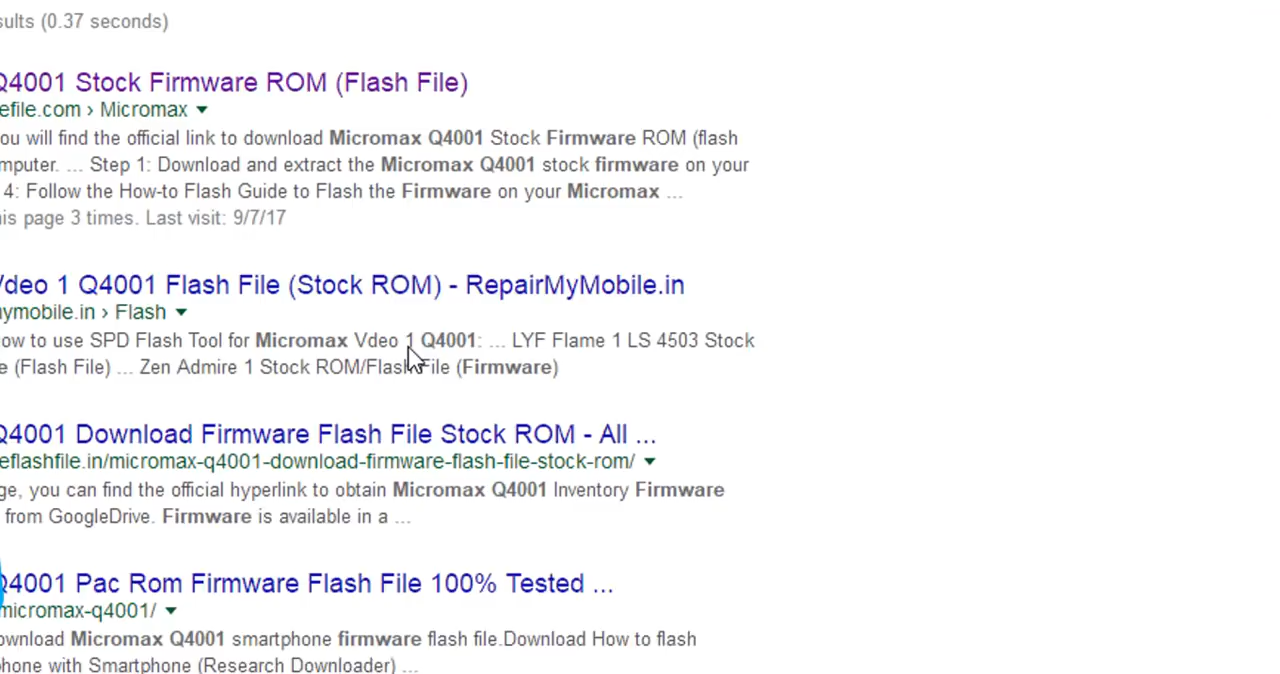 sults (0.37 seconds)
Q4001 Stock Firmware ROM (Flash File)
efile.com › Micromax
ou will find the official link to download Micromax Q4001 Stock Firmware ROM (flash
mputer. ... Step 1: Download and extract the Micromax Q4001 stock firmware on your
4: Follow the How-to Flash Guide to Flash the Firmware on your Micromax ...
is page 3 times. Last visit: 9/7/17
Vdeo 1 Q4001 Flash File (Stock ROM) - RepairMyMobile.in
mymobile.in › Flash
ow to use SPD Flash Tool for Micromax Vdeo 1 Q4001: ... LYF Flame 1 LS 4503 Stock
e (Flash File) ... Zen Admire 1 Stock ROM/Flash File (Firmware)
Q4001 Download Firmware Flash File Stock ROM - All ...
eflashfile.in/micromax-q4001-download-firmware-flash-file-stock-rom/
ge, you can find the official hyperlink to obtain Micromax Q4001 Inventory Firmware
from GoogleDrive. Firmware is available in a ...
Q4001 Pac Rom Firmware Flash File 100% Tested ...
micromax-q4001/
ownload Micromax Q4001 smartphone firmware flash file.Download How to flash
phone with Smartphone (Research Downloader) ...